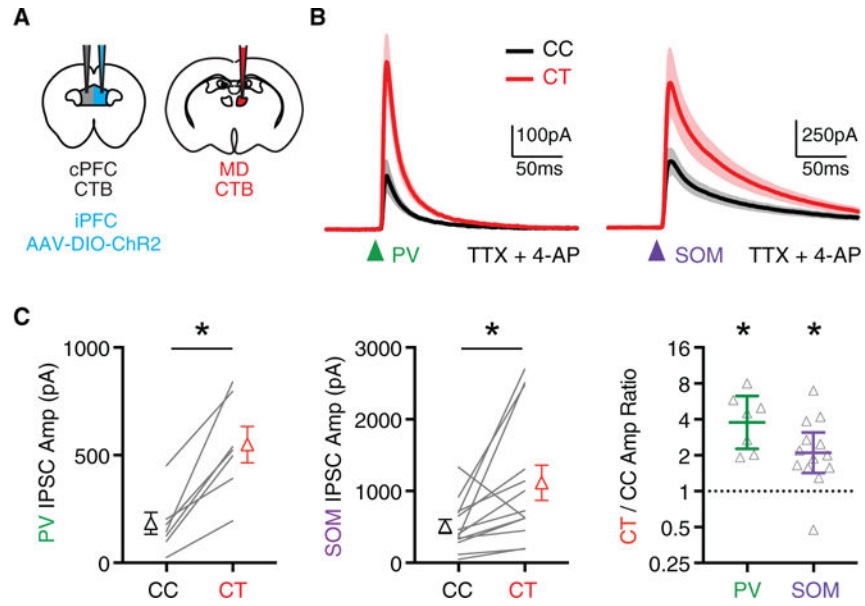 A
cPFC
CTB
iPFC
AAV-DIO-ChR2
MD
CTB
B
CC
CT
100pA
50ms
250pA
50ms
PV
TTX + 4-AP
SOM
TTX + 4-AP
C
PV IPSC Amp (pA)
1000
500
0
*
CC
CT
SOM IPSC Amp (pA)
3000
2000
1000
0
*
CC
CT
CT / CC Amp Ratio
16
8
4
2
1
0.5
0.25
* *
PV
SOM